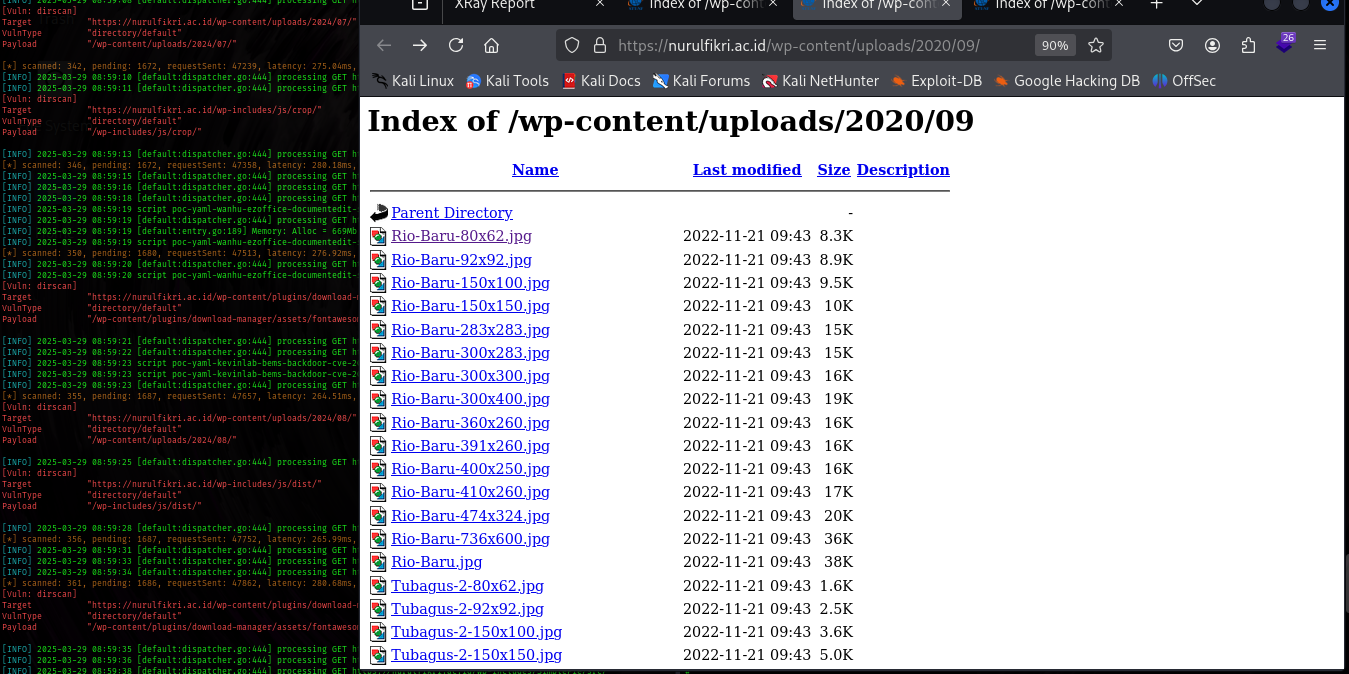 [Vuln: dirscan]
Target "https://nurulfikri.ac.id/wp-content/uploads/2024/07/"
VulnType "directory/default"
Payload "/wp-content/uploads/2024/07/"
[*] scanned: 342, pending: 1672, requestSent: 47239, latency: 275.04ms,
[INFO] 2025-03-29 08:59:10 [default:dispatcher.go:444] processing GET
[INFO] 2025-03-29 08:59:11 [default:dispatcher.go:444] processing GET
[Vuln: dirscan]
Target "https://nurulfikri.ac.id/wp-includes/js/crop/"
VulnType "directory/default"
Payload "/wp-includes/js/crop/"
[INFO] 2025-03-29 08:59:13 [default:dispatcher.go:444] processing GET
[*] scanned: 346, pending: 1672, requestSent: 47358, latency: 280.18ms,
[INFO] 2025-03-29 08:59:15 [default:dispatcher.go:444] processing GET
[INFO] 2025-03-29 08:59:16 [default:dispatcher.go:444] processing GET
[INFO] 2025-03-29 08:59:18 [default:dispatcher.go:444] processing GET
[INFO] 2025-03-29 08:59:19 script poc-yaml-wanhu-ezoffice-documentedit-
[INFO] 2025-03-29 08:59:19 [default:dispatcher.go:444] processing GET
[INFO] 2025-03-29 08:59:19 [default:entry.go:189] Memory: Alloc = 669Mb
[INFO] 2025-03-29 08:59:19 script poc-yaml-wanhu-ezoffice-documentedit-
[*] scanned: 350, pending: 1680, requestSent: 47513, latency: 276.92ms,
[INFO] 2025-03-29 08:59:20 [default:dispatcher.go:444] processing GET
[INFO] 2025-03-29 08:59:20 script poc-yaml-wanhu-ezoffice-documentedit-
[Vuln: dirscan]
Target "https://nurulfikri.ac.id/wp-content/plugins/download-
VulnType "directory/default"
Payload "/wp-content/plugins/download-manager/assets/fontaweso
[INFO] 2025-03-29 08:59:21 [default:dispatcher.go:444] processing GET
[INFO] 2025-03-29 08:59:22 [default:dispatcher.go:444] processing GET
[INFO] 2025-03-29 08:59:23 script poc-yaml-kevinlab-bems-backdoor-cve-2
[INFO] 2025-03-29 08:59:23 script poc-yaml-kevinlab-bems-backdoor-cve-2
[INFO] 2025-03-29 08:59:23 [default:dispatcher.go:444] processing GET
[*] scanned: 355, pending: 1687, requestSent: 47657, latency: 264.51ms,
[Vuln: dirscan]
Target "https://nurulfikri.ac.id/wp-content/uploads/2024/08/"
VulnType "directory/default"
Payload "/wp-content/uploads/2024/08/"
[INFO] 2025-03-29 08:59:25 [default:dispatcher.go:444] processing GET
[Vuln: dirscan]
Target "https://nurulfikri.ac.id/wp-includes/js/dist/"
VulnType "directory/default"
Payload "/wp-includes/js/dist/"
[INFO] 2025-03-29 08:59:28 [default:dispatcher.go:444] processing GET
[*] scanned: 356, pending: 1687, requestSent: 47752, latency: 265.99ms,
[INFO] 2025-03-29 08:59:31 [default:dispatcher.go:444] processing GET
[INFO] 2025-03-29 08:59:33 [default:dispatcher.go:444] processing GET
[INFO] 2025-03-29 08:59:34 [default:dispatcher.go:444] processing GET
[*] scanned: 361, pending: 1686, requestSent: 47862, latency: 280.68ms,
[Vuln: dirscan]
Target "https://nurulfikri.ac.id/wp-content/plugins/download-
VulnType "directory/default"
Payload "/wp-content/plugins/download-manager/assets/fontaweso
[INFO] 2025-03-29 08:59:35 [default:dispatcher.go:444] processing GET
[INFO] 2025-03-29 08:59:36 [default:dispatcher.go:444] processing GET
[INFO] 2025-03-29 08:59:38 [default:dispatcher.go:444] processing GET
XRay Report
Index of /wp-cont
Index of /wp-cont
Index of /wp-cont
https://nurulfikri.ac.id/wp-content/uploads/2020/09/ 90% 26
Kali Linux Kali Tools Kali Docs Kali Forums Kali NetHunter Exploit-DB Google Hacking DB OffSec
Index of /wp-content/uploads/2020/09
Name Last modified Size Description
Parent Directory -
Rio-Baru-80x62.jpg 2022-11-21 09:43 8.3K
Rio-Baru-92x92.jpg 2022-11-21 09:43 8.9K
Rio-Baru-150x100.jpg 2022-11-21 09:43 9.5K
Rio-Baru-150x150.jpg 2022-11-21 09:43 10K
Rio-Baru-283x283.jpg 2022-11-21 09:43 15K
Rio-Baru-300x283.jpg 2022-11-21 09:43 15K
Rio-Baru-300x300.jpg 2022-11-21 09:43 16K
Rio-Baru-300x400.jpg 2022-11-21 09:43 19K
Rio-Baru-360x260.jpg 2022-11-21 09:43 16K
Rio-Baru-391x260.jpg 2022-11-21 09:43 16K
Rio-Baru-400x250.jpg 2022-11-21 09:43 16K
Rio-Baru-410x260.jpg 2022-11-21 09:43 17K
Rio-Baru-474x324.jpg 2022-11-21 09:43 20K
Rio-Baru-736x600.jpg 2022-11-21 09:43 36K
Rio-Baru.jpg 2022-11-21 09:43 38K
Tubagus-2-80x62.jpg 2022-11-21 09:43 1.6K
Tubagus-2-92x92.jpg 2022-11-21 09:43 2.5K
Tubagus-2-150x100.jpg 2022-11-21 09:43 3.6K
Tubagus-2-150x150.jpg 2022-11-21 09:43 5.0K